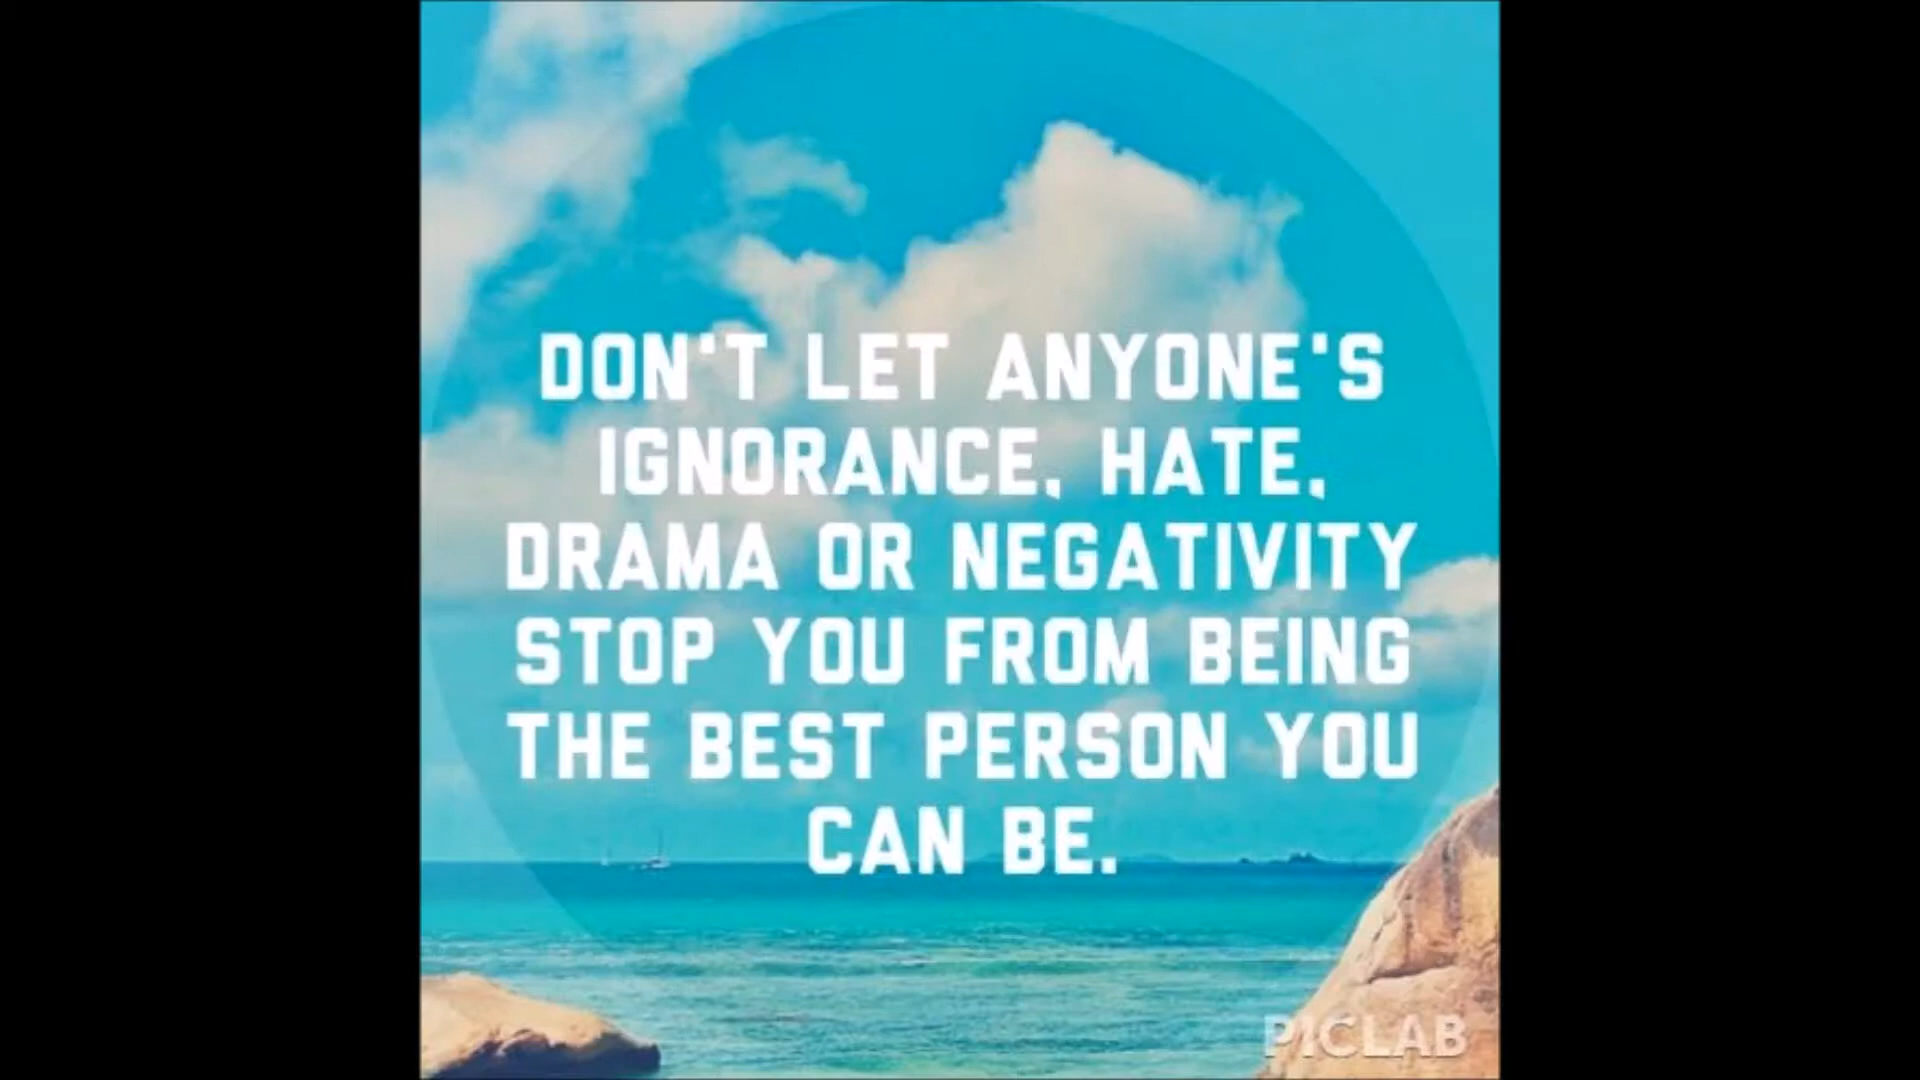 DON'T LET ANYONE'S
IGNORANCE, HATE,
DRAMA OR NEGATIVITY
STOP YOU FROM BEING
THE BEST PERSON YOU
CAN BE.
PICLAB